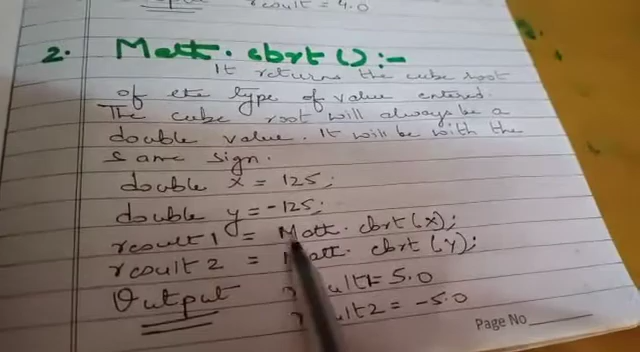 Output result = 4.0
2. Math.cbrt():-
It returns the cube root
of the type of value entered.
The cube root will always be a
double value. It will be with the
same sign.
double x = 125;
double y = -125;
result1 = Math.cbrt(x);
result2 = Math.cbrt(y);
Output result1= 5.0
ult2 = -5.0
Page No